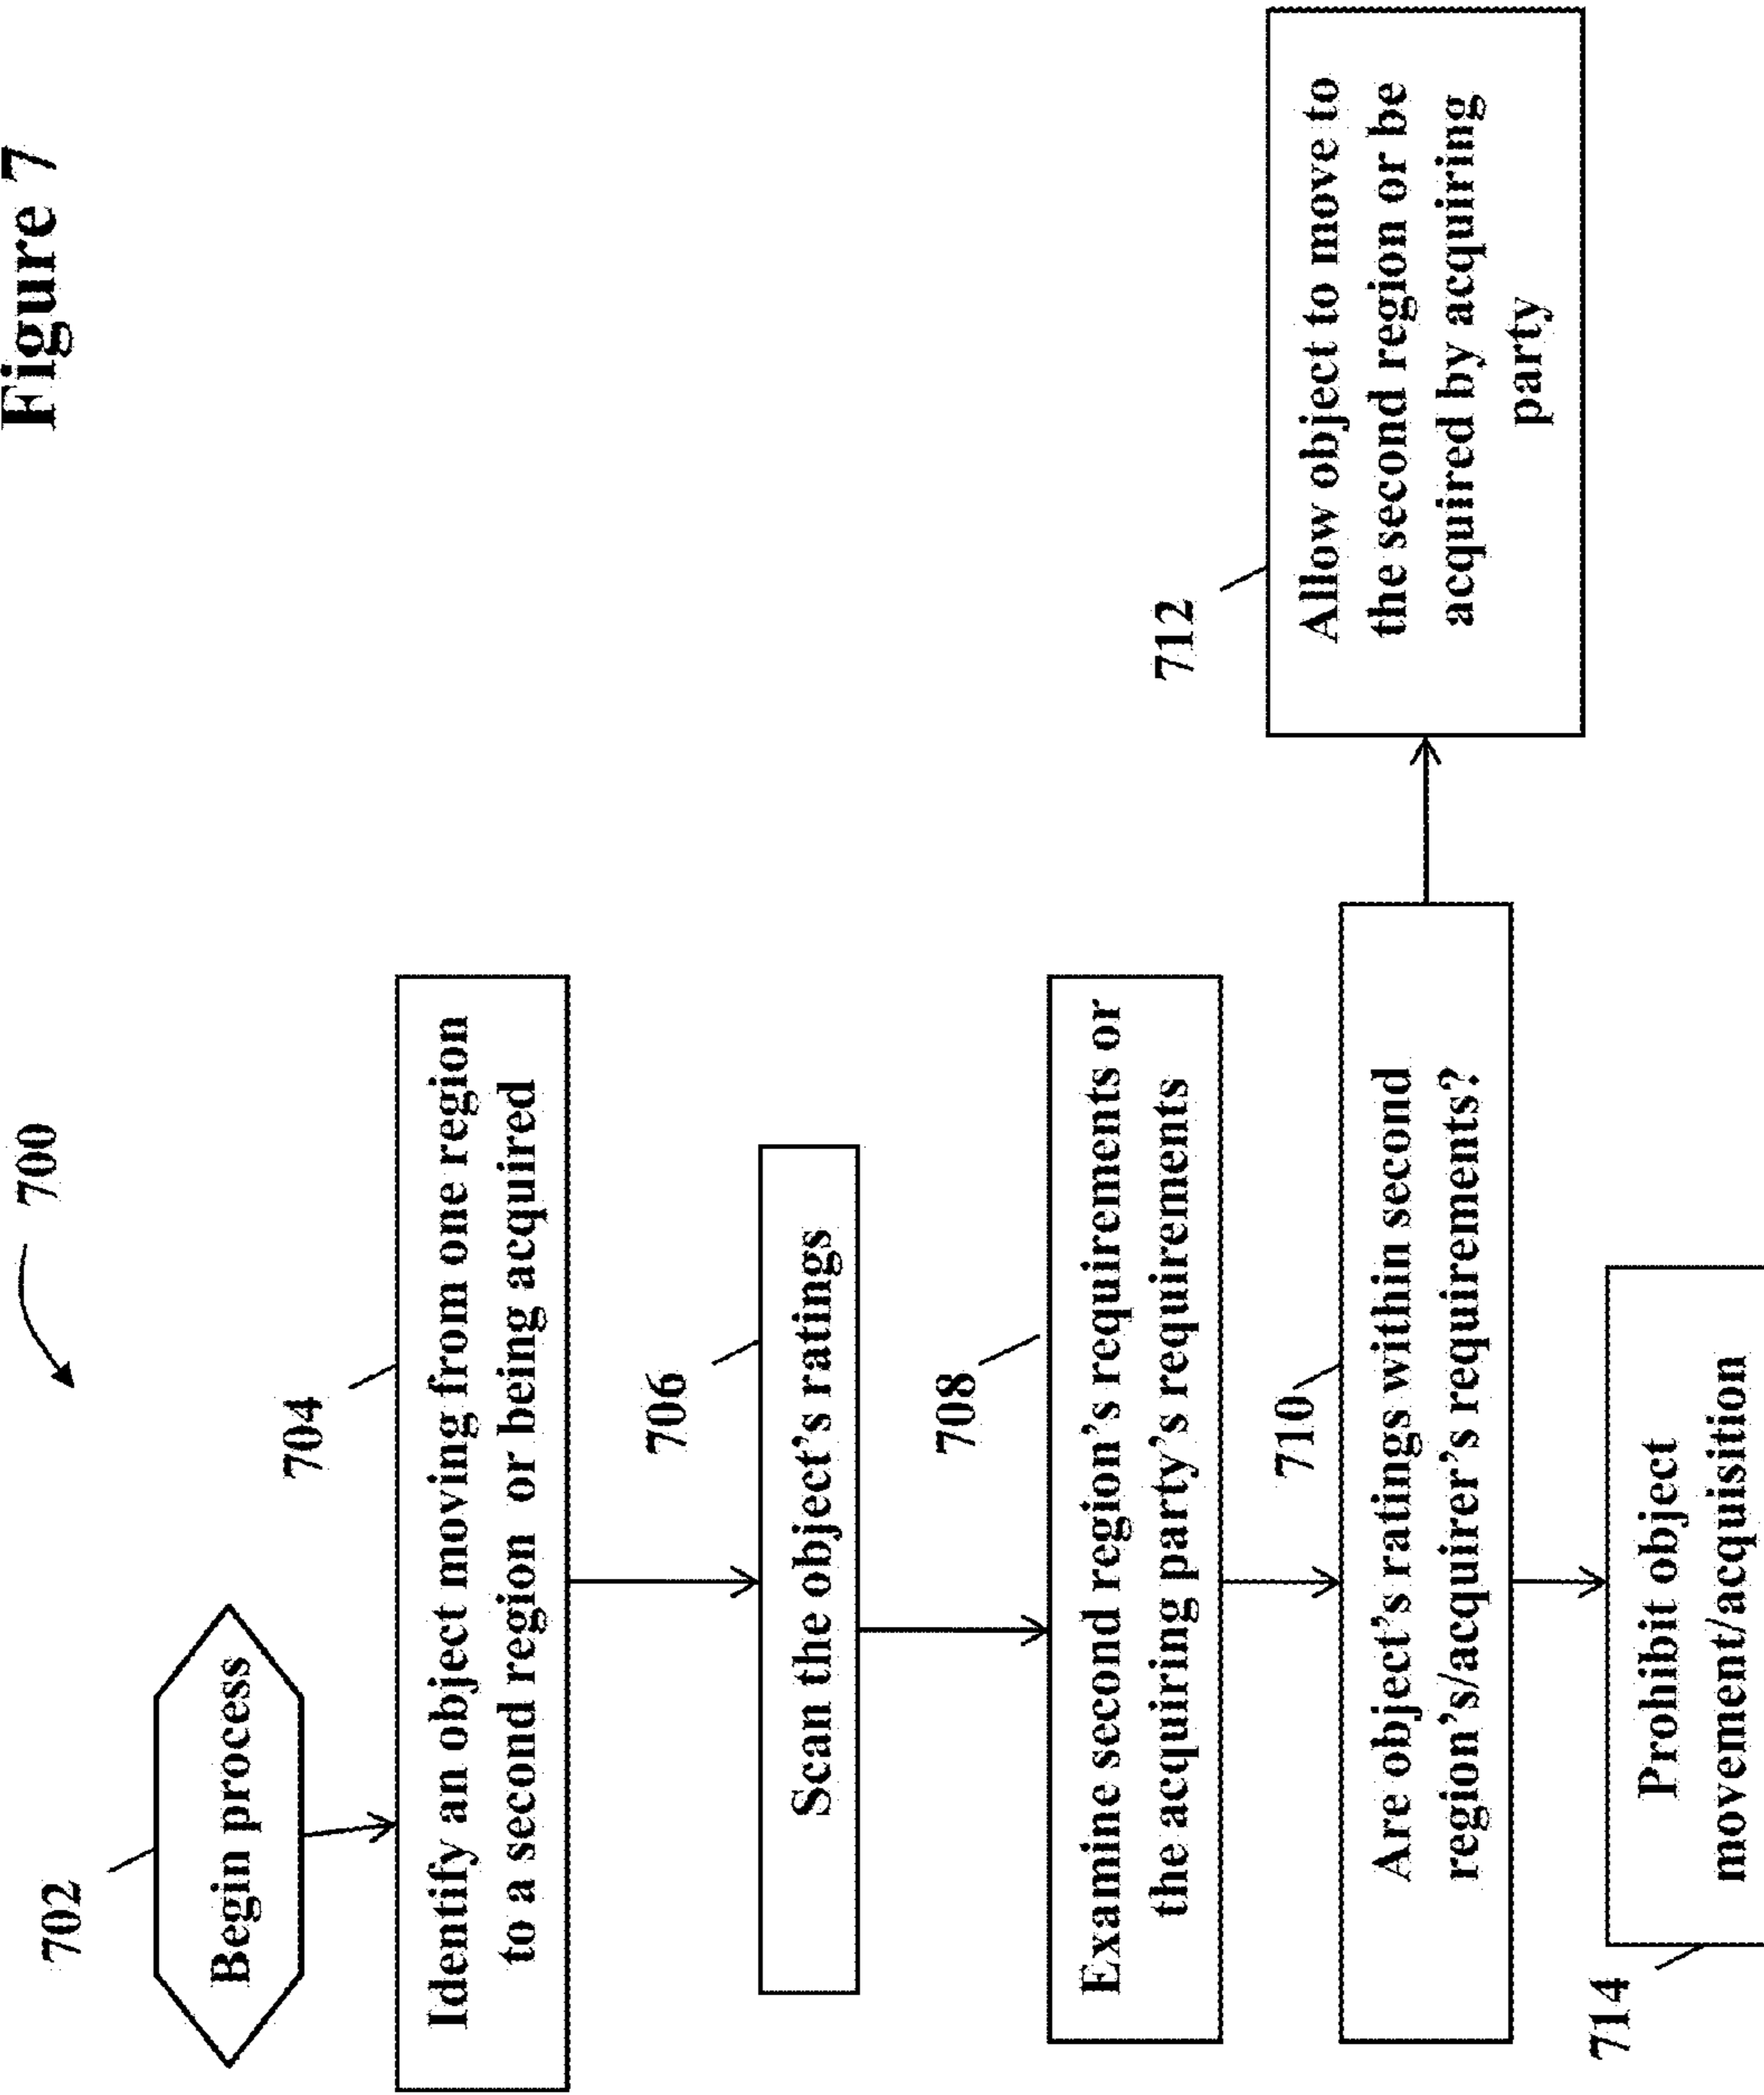 Figure 7
700
702
Begin process
704
Identify an object moving from one region
to a second region or being acquired
706
Scan the object's ratings
708
Examine second region's requirements or
the acquiring party's requirements
710
Are object's ratings within second
region's/acquirer's requirements?
712
Allow object to move to
the second region or be
acquired by acquiring
party
714
Prohibit object
movement/acquisition